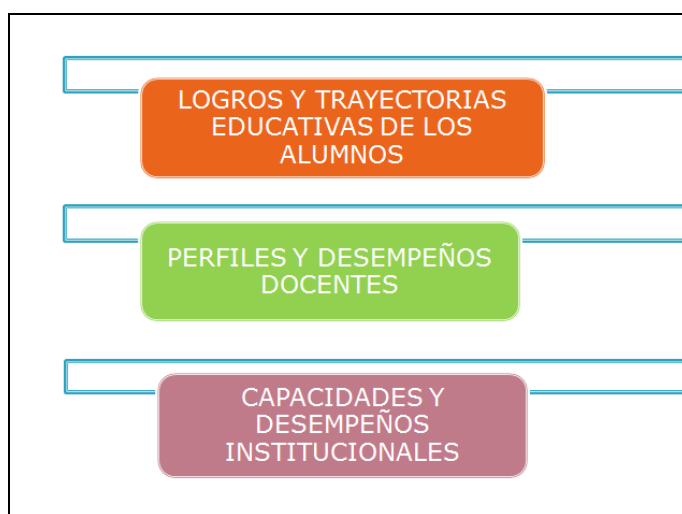 LOGROS Y TRAYECTORIAS
EDUCATIVAS DE LOS
ALUMNOS
PERFILES Y DESEMPEÑOS
DOCENTES
CAPACIDADES Y
DESEMPEÑOS
INSTITUCIONALES